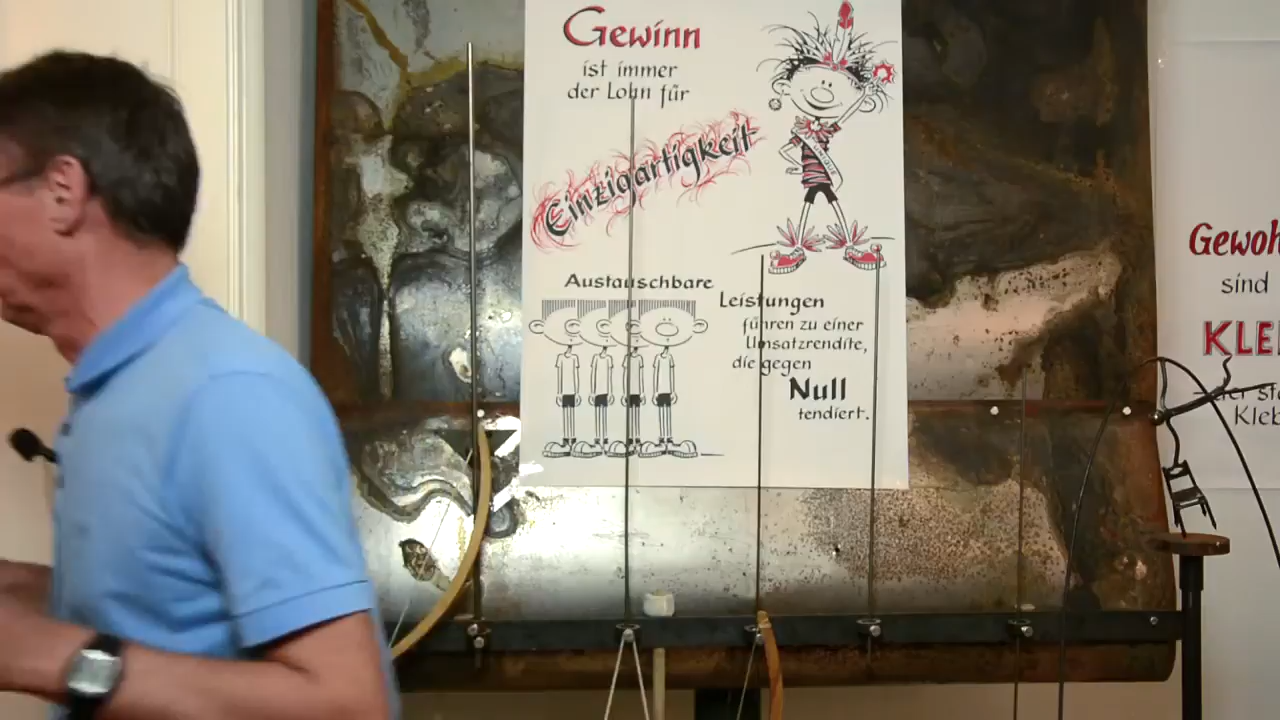 Gewinn
ist immer
der Lohn für
Einzigartigkeit
Austauschbare
Leistungen
führen zu einer
Umsatzrendite,
die gegen
Null
tendiert.
sind